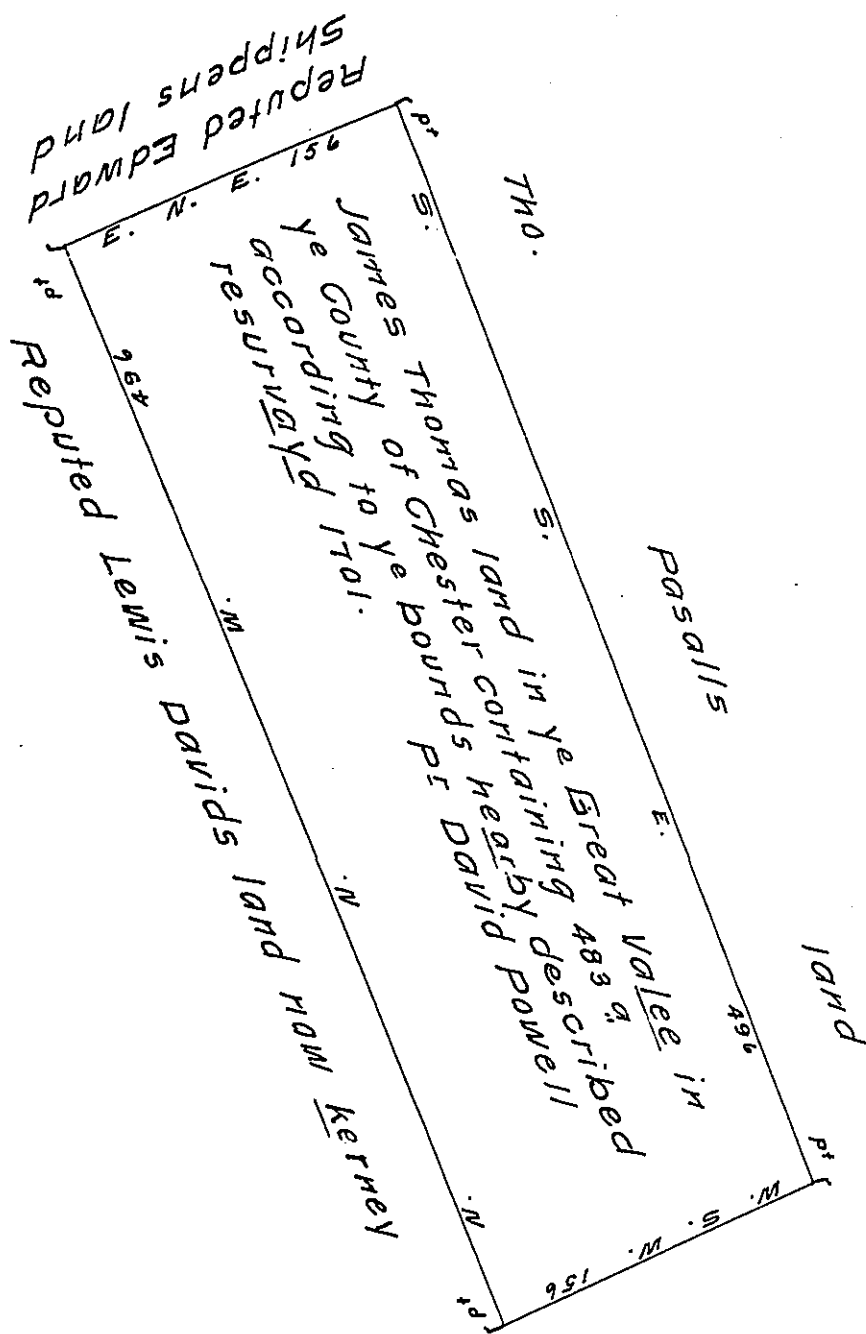 Reputed Edward
Shippens land
E. N. E. 156
Tho. Pasalls land
S. S. E. 496
James Thomas land in ye Great Valee in
ye County of Chester containing 483 a:
according to ye bounds hearby described
resurvayd 1701. pr David Powell
N. N. W. 496
W. S. W. 156
pt
pt
pt
pt
Reputed Lewis Davids land now kerney